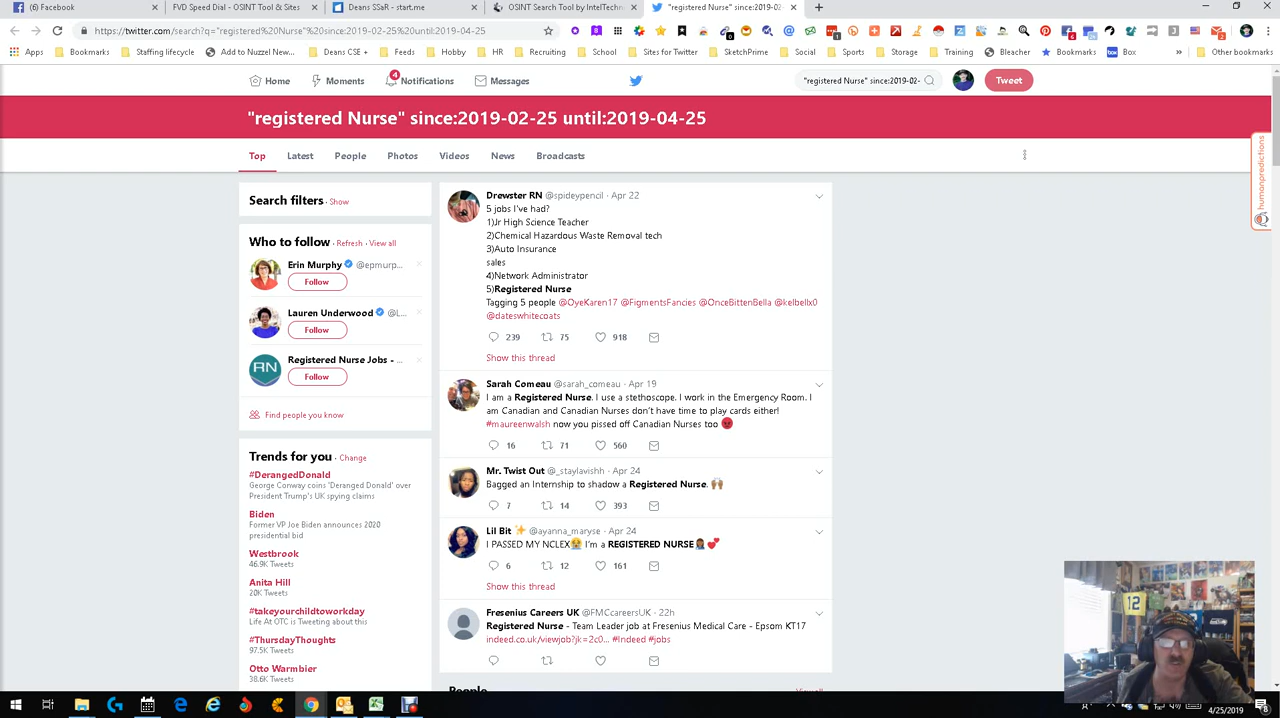 (6) Facebook
FVD Speed Dial - OSINT Tool & Sites
Deans SSaR - start.me
OSINT Search Tool by IntelTechni
"registered Nurse" since:2019-02
https://twitter.com/search?q="registered%20Nurse"%20since:2019-02-25%20until:2019-04-25
Apps
Bookmarks
Staffing lifecycle
Add to Nuzzel New...
Deans CSE
Feeds
Hobby
HR
Recruiting
School
Sites for Twitter
SketchPrime
Social
Sports
Storage
Training
Bleacher
Bookmarks
Box
Other bookmarks
Home
Moments
4
Notifications
Messages
"registered Nurse" since:2019-02-
Tweet
"registered Nurse" since:2019-02-25 until:2019-04-25
Top
Latest
People
Photos
Videos
News
Broadcasts
humanpredictions
Search filters · Show
Who to follow · Refresh · View all
Erin Murphy @epmurp...
Follow
Lauren Underwood @L...
Follow
RN
Registered Nurse Jobs - ...
Follow
Find people you know
Trends for you · Change
#DerangedDonald
George Conway coins 'Deranged Donald' over
President Trump's UK spying claims
Biden
Former VP Joe Biden announces 2020
presidential bid
Westbrook
46.9K Tweets
Anita Hill
20K Tweets
#takeyourchildtoworkday
Life At OTC is Tweeting about this
#ThursdayThoughts
97.5K Tweets
Otto Warmbier
38.6K Tweets
Drewster RN @spideypencil · Apr 22
5 jobs I've had?
1)Jr High Science Teacher
2)Chemical Hazardous Waste Removal tech
3)Auto Insurance
sales
4)Network Administrator
5)Registered Nurse
Tagging 5 people @OyeKaren17 @FigmentsFancies @OnceBittenBella @kelbellx0
@dateswhitecoats
239 75 918
Show this thread
Sarah Comeau @sarah_comeau · Apr 19
I am a Registered Nurse. I use a stethoscope. I work in the Emergency Room. I
am Canadian and Canadian Nurses don't have time to play cards either!
#maureenwalsh now you pissed off Canadian Nurses too
16 71 560
Mr. Twist Out @_staylavishh · Apr 24
Bagged an Internship to shadow a Registered Nurse.
7 14 393
Lil Bit @ayanna_maryse · Apr 24
I PASSED MY NCLEX I'm a REGISTERED NURSE
6 12 161
Show this thread
Fresenius Careers UK @FMCcareersUK · 22h
Registered Nurse - Team Leader job at Fresenius Medical Care - Epsom KT17
indeed.co.uk/viewjob?jk=2c0... #Indeed #jobs
People
View all
12
4/25/2019